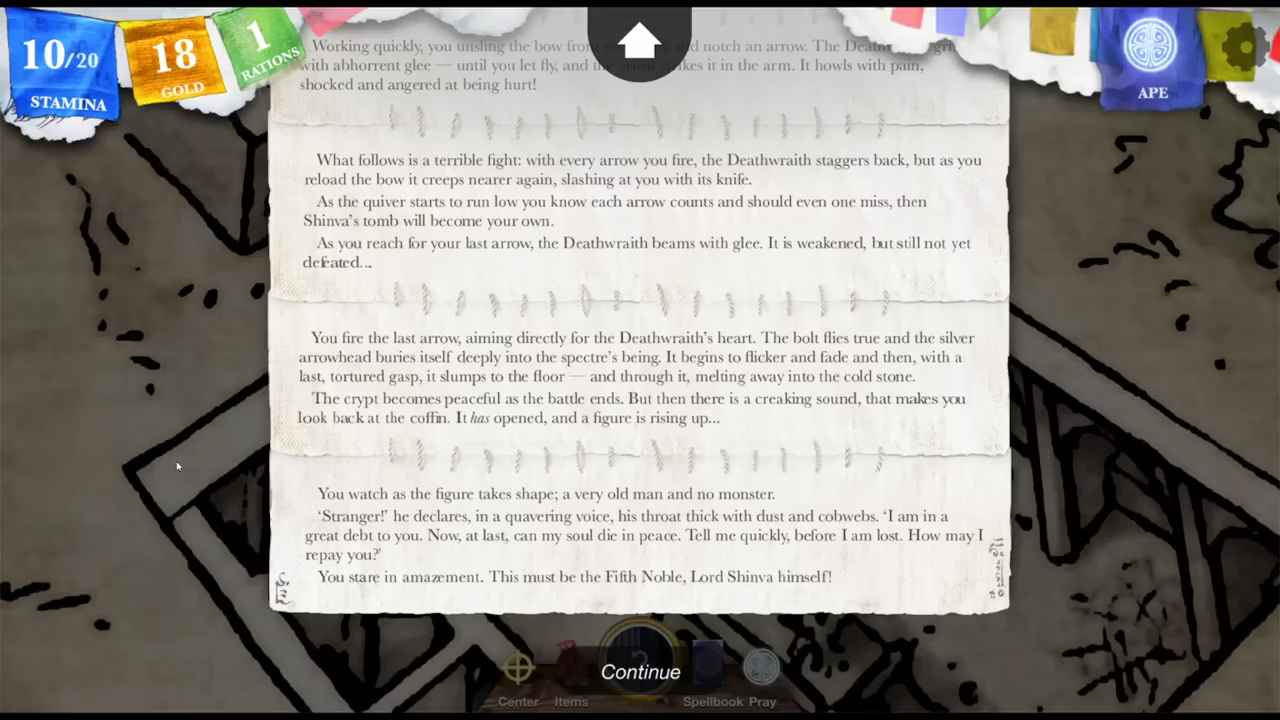 10/20
STAMINA
18
GOLD
1
RATIONS
APE
Working quickly, you unsling the bow from and notch an arrow. The
with abhorrent glee — until you let fly, and the arrow strikes it in the arm. It howls with pain,
shocked and angered at being hurt!
What follows is a terrible fight: with every arrow you fire, the Deathwraith staggers back, but as you
reload the bow it creeps nearer again, slashing at you with its knife.
As the quiver starts to run low you know each arrow counts and should even one miss, then
Shinva's tomb will become your own.
As you reach for your last arrow, the Deathwraith beams with glee. It is weakened, but still not yet
defeated...
You fire the last arrow, aiming directly for the Deathwraith's heart. The bolt flies true and the silver
arrowhead buries itself deeply into the spectre's being. It begins to flicker and fade and then, with a
last, tortured gasp, it slumps to the floor — and through it, melting away into the cold stone.
The crypt becomes peaceful as the battle ends. But then there is a creaking sound, that makes you
look back at the coffin. It has opened, and a figure is rising up...
You watch as the figure takes shape; a very old man and no monster.
'Stranger!' he declares, in a quavering voice, his throat thick with dust and cobwebs. 'I am in a
great debt to you. Now, at last, can my soul die in peace. Tell me quickly, before I am lost. How may I
repay you?'
You stare in amazement. This must be the Fifth Noble, Lord Shinva himself!
Continue
Center Items Spellbook Pray